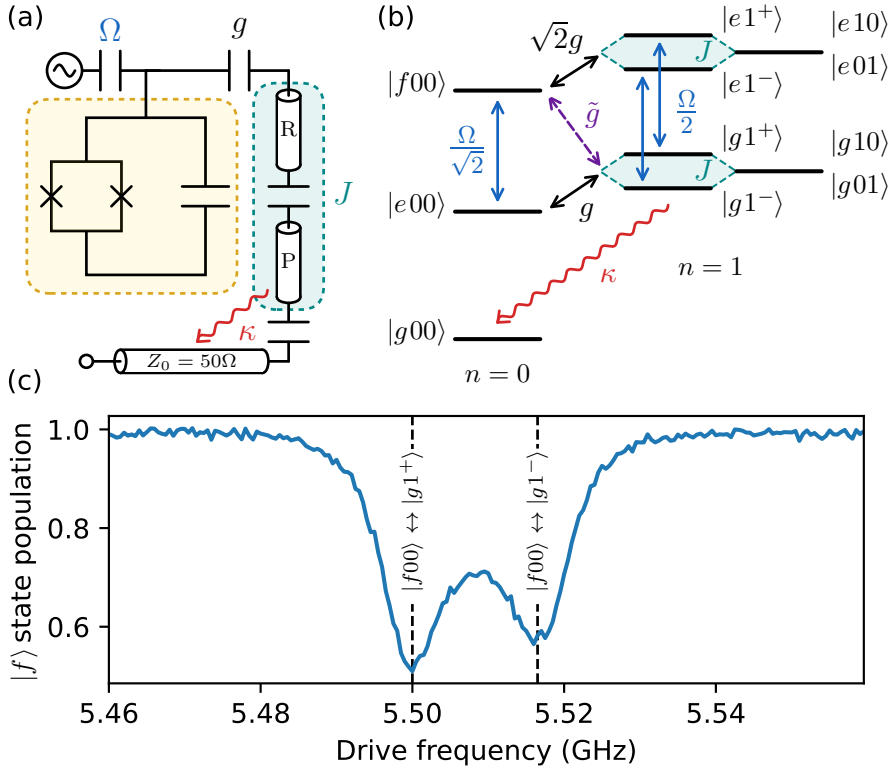 (a)
Ω
g
R
J
P
κ
Z₀ = 50Ω
(b)
√2g
|e1⁺⟩
|e10⟩
J
|e01⟩
|f00⟩
|e1⁻⟩
g̃
Ω/2
Ω/√2
|g1⁺⟩
|g10⟩
J
|e00⟩
g
|g1⁻⟩
|g01⟩
κ
n = 1
|g00⟩
n = 0
(c)
|f⟩ state population
1.0
0.8
0.6
|f00⟩ ↔ |g1⁺⟩
|f00⟩ ↔ |g1⁻⟩
5.46
5.48
5.50
5.52
5.54
Drive frequency (GHz)